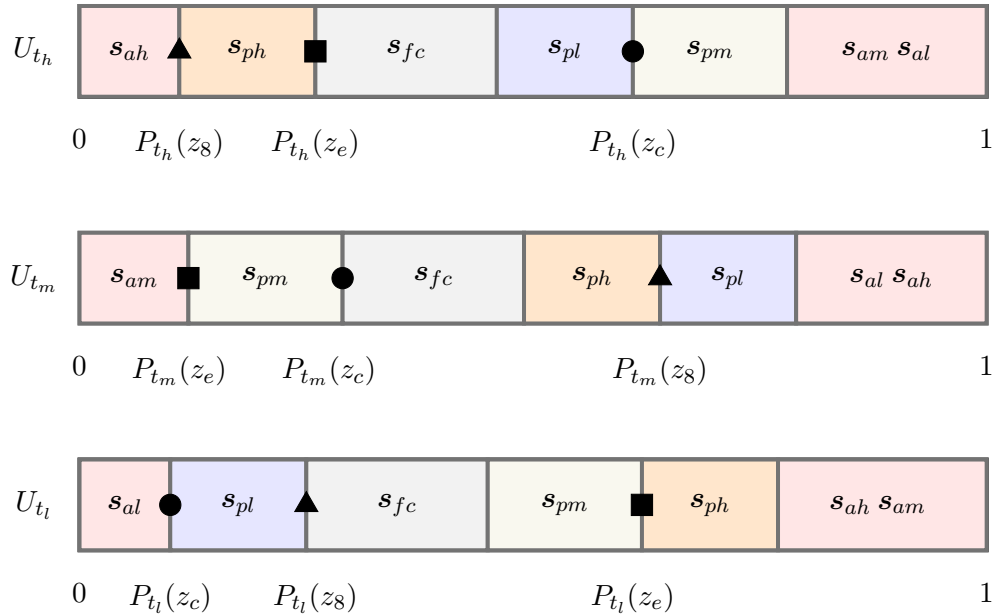 U_{t_h} s_{ah} s_{ph} s_{fc} s_{pl} s_{pm} s_{am} s_{al}
0 P_{t_h}(z_8) P_{t_h}(z_e) P_{t_h}(z_c) 1
U_{t_m} s_{am} s_{pm} s_{fc} s_{ph} s_{pl} s_{al} s_{ah}
0 P_{t_m}(z_e) P_{t_m}(z_c) P_{t_m}(z_8) 1
U_{t_l} s_{al} s_{pl} s_{fc} s_{pm} s_{ph} s_{ah} s_{am}
0 P_{t_l}(z_c) P_{t_l}(z_8) P_{t_l}(z_e) 1